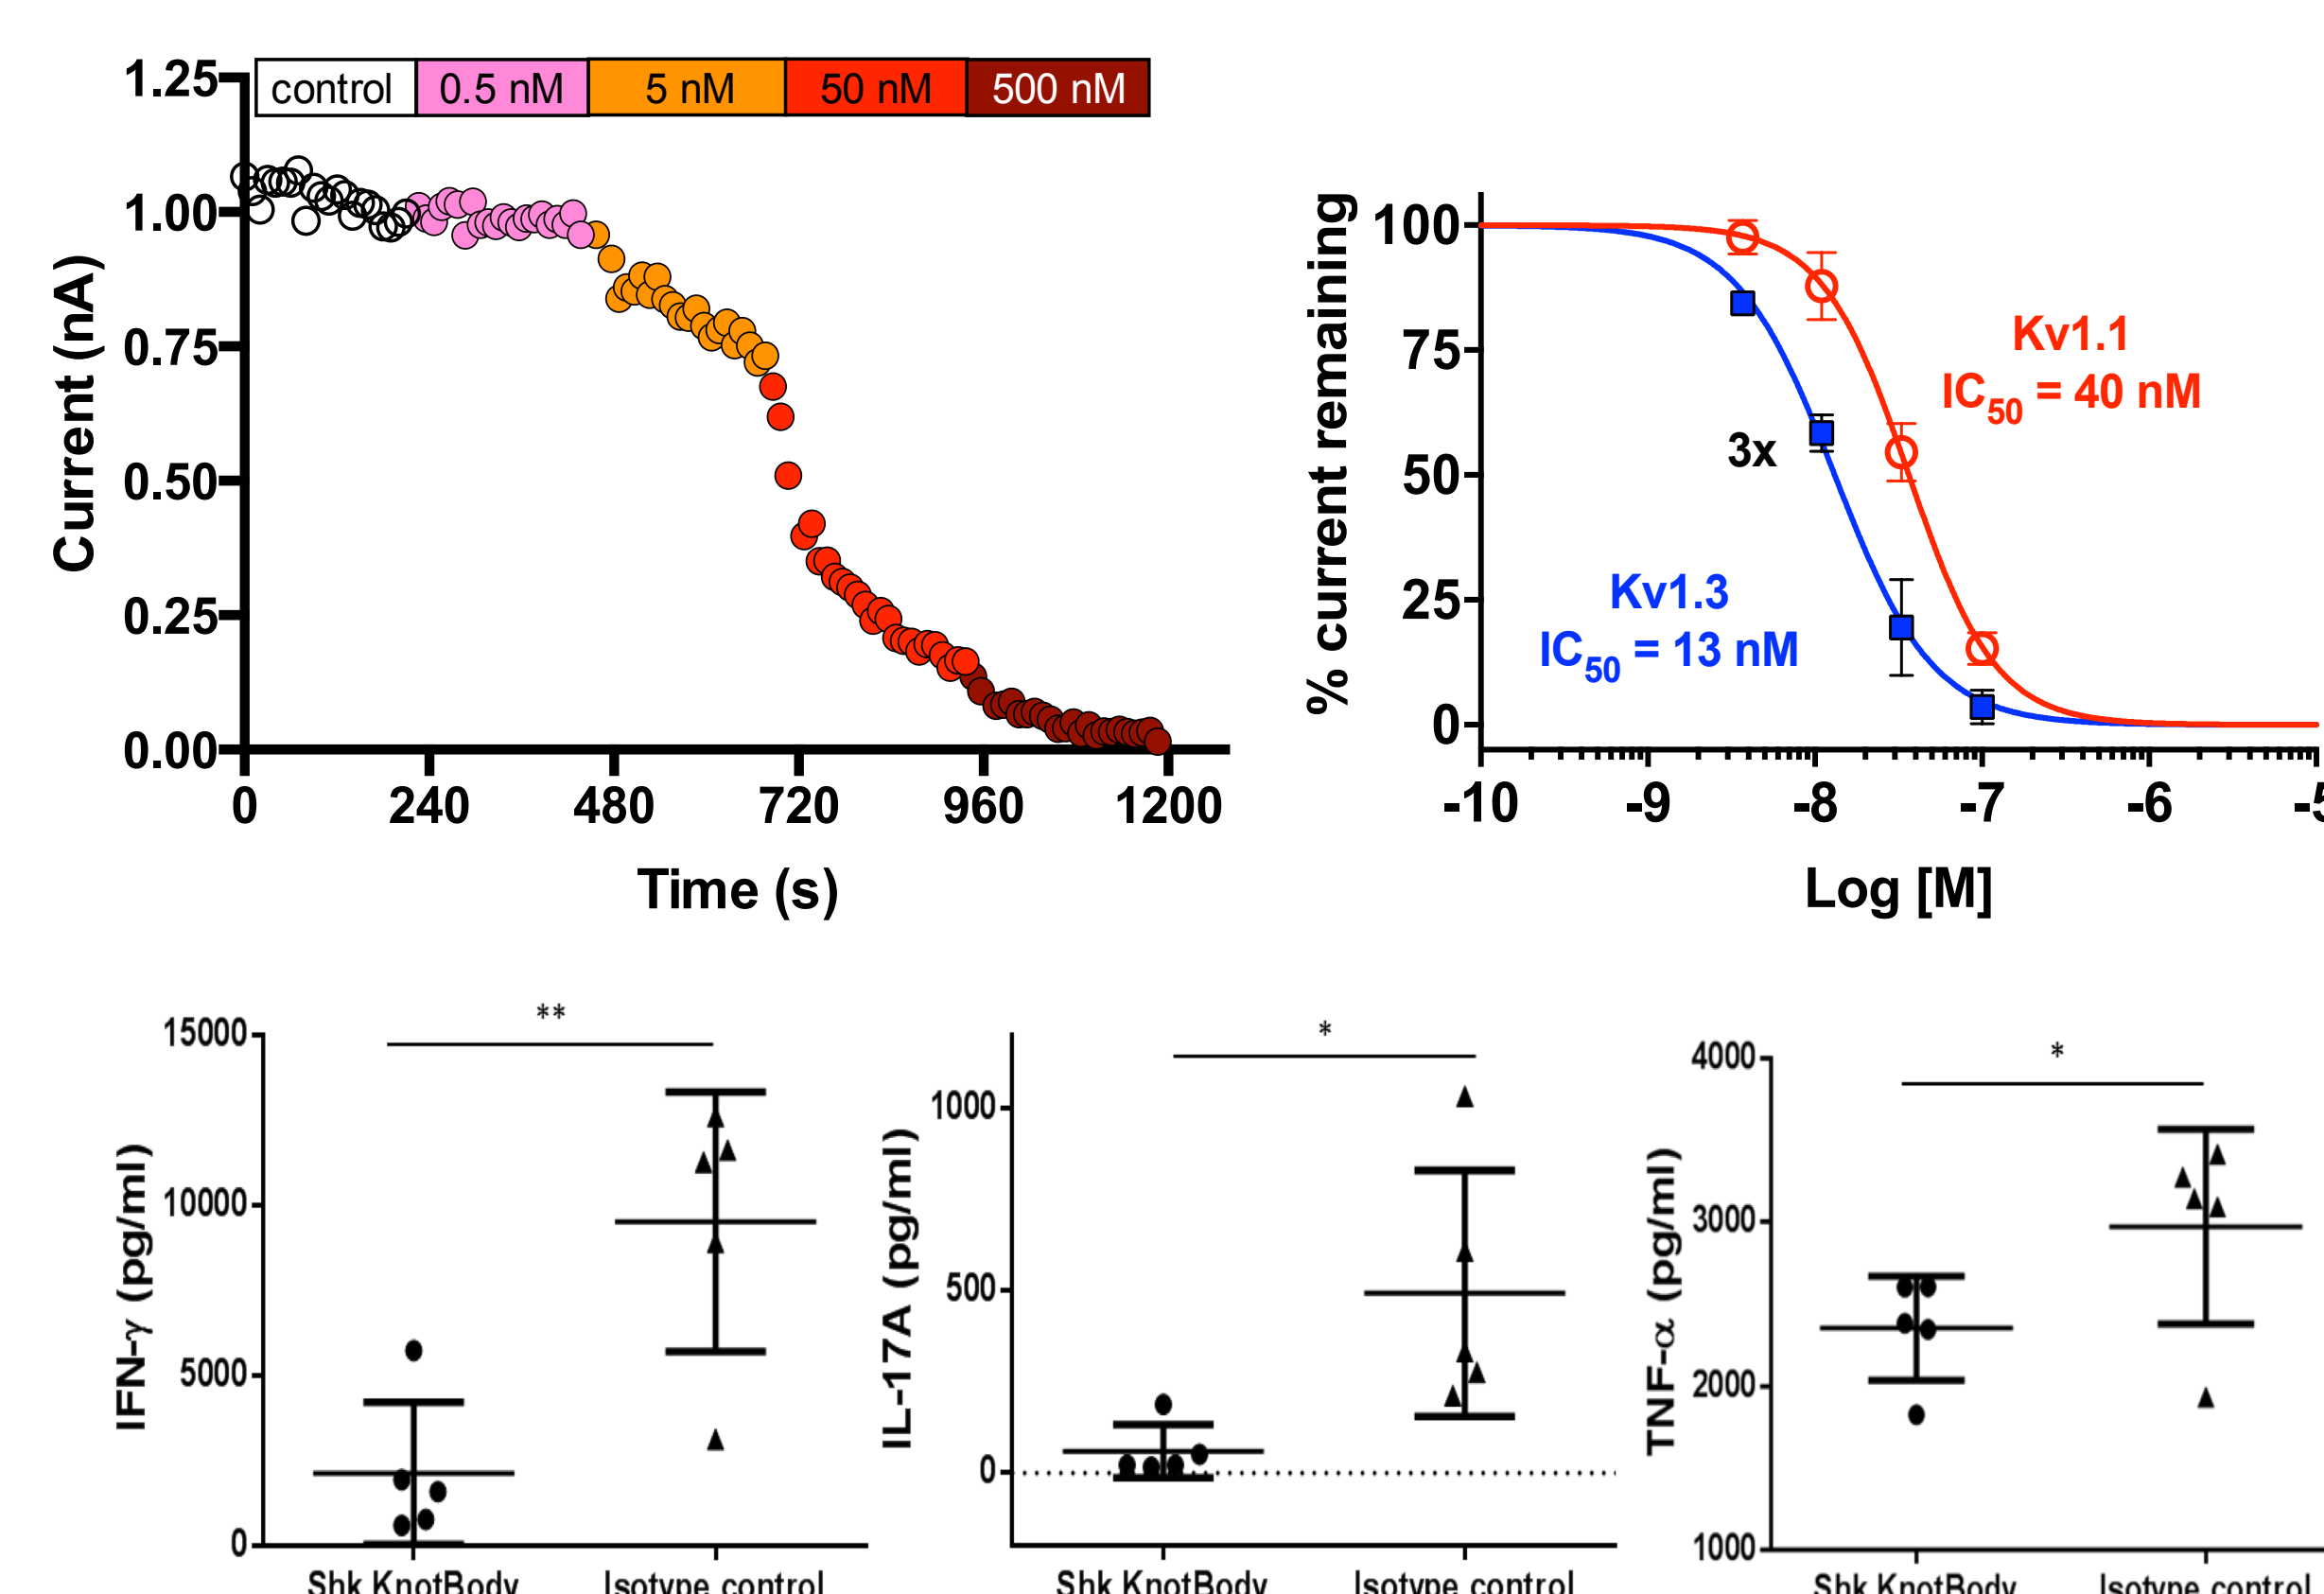 control 0.5 nM 5 nM 50 nM 500 nM
1.25
1.00
0.75
0.50
0.25
0.00
Current (nA)
0 240 480 720 960 1200
Time (s)
% current remaining
100
75
50
25
0
Kv1.1
IC50 = 40 nM
3x
Kv1.3
IC50 = 13 nM
-10 -9 -8 -7 -6 -5
Log [M]
**
15000
10000
5000
0
IFN-γ (pg/ml)
Shk KnotBody Isotype control
*
1000
500
0
IL-17A (pg/ml)
Shk KnotBody Isotype control
*
4000
3000
2000
1000
TNF-α (pg/ml)
Shk KnotBody Isotype control